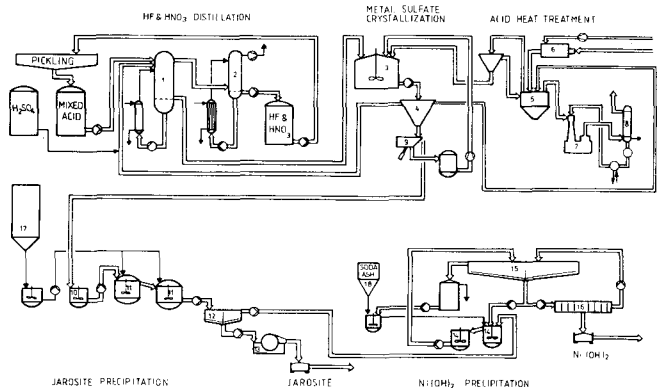 HF & HNO3 DISTILLATION
METAL SULFATE
CRYSTALLIZATION
ACID HEAT TREATMENT
PICKLING
H2SO4
MIXED
ACID
1
2
HF &
HNO3
3
4
9
5
6
7
8
17
10
11
11
12
13
SODA
ASH
18
15
14
14
16
Ni (OH)2
JAROSITE PRECIPITATION
JAROSITE
Ni(OH)2 PRECIPITATION